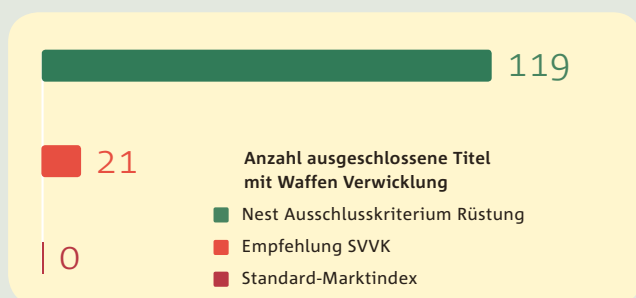 119
21
Anzahl ausgeschlossene Titel
mit Waffen Verwicklung
Nest Ausschlusskriterium Rüstung
Empfehlung SVVK
0
Standard-Marktindex